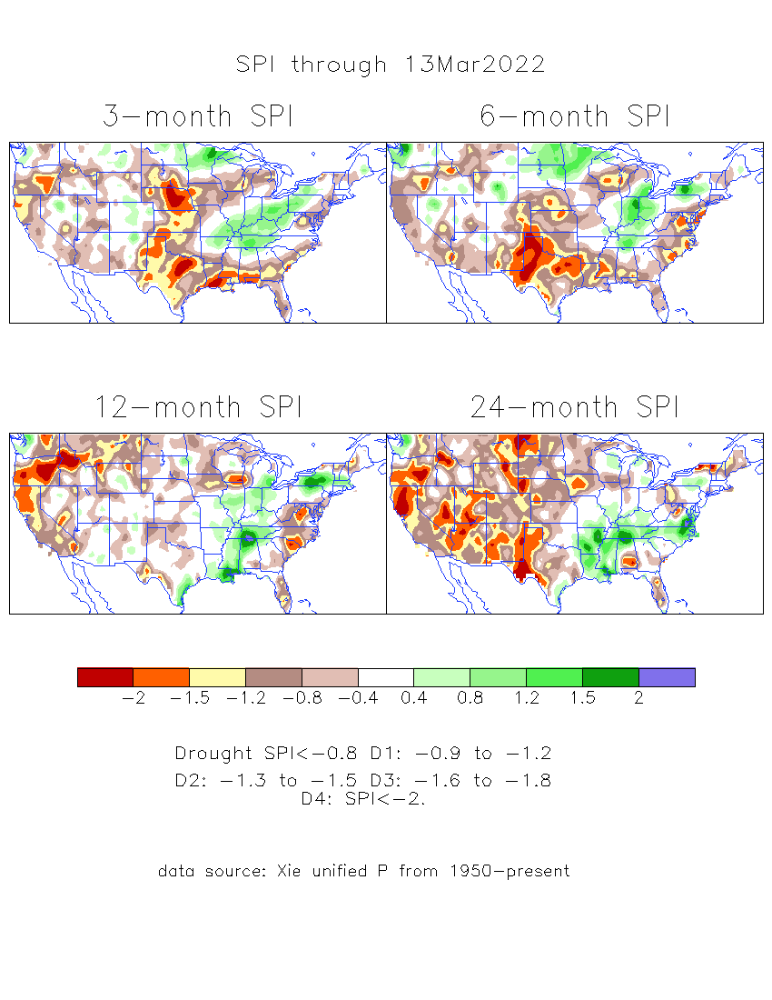 SPI through 13Mar2022
3-month SPI
6-month SPI
12-month SPI
24-month SPI
-2 -1.5 -1.2 -0.8 -0.4 0.4 0.8 1.2 1.5 2
Drought SPI<-0.8 D1: -0.9 to -1.2
D2: -1.3 to -1.5 D3: -1.6 to -1.8
D4: SPI<-2.
data source: Xie unified P from 1950-present